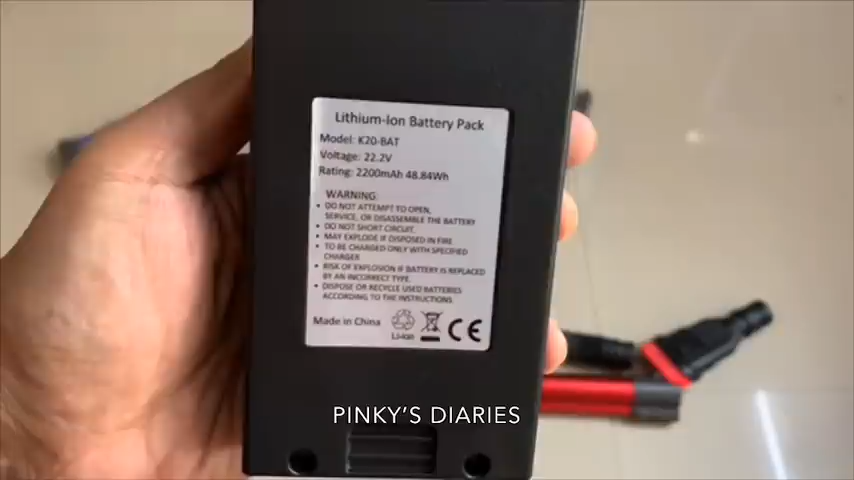 Lithium-Ion Battery Pack
Model: K20-BAT
Voltage: 22.2V
Rating: 2200mAh 48.84Wh
WARNING:
• DO NOT ATTEMPT TO OPEN,
SERVICE, OR DISASSEMBLE THE BATTERY
• DO NOT SHORT CIRCUIT.
• MAY EXPLODE IF DISPOSED IN FIRE
• TO BE CHARGED ONLY WITH SPECIFIED
CHARGER
• RISK OF EXPLOSION IF BATTERY IS REPLACED
BY AN INCORRECT TYPE.
• DISPOSE OR RECYCLE USED BATTERIES
ACCORDING TO THE INSTRUCTIONS.
Made in China
Li-ion
CE
PINKY'S DIARIES